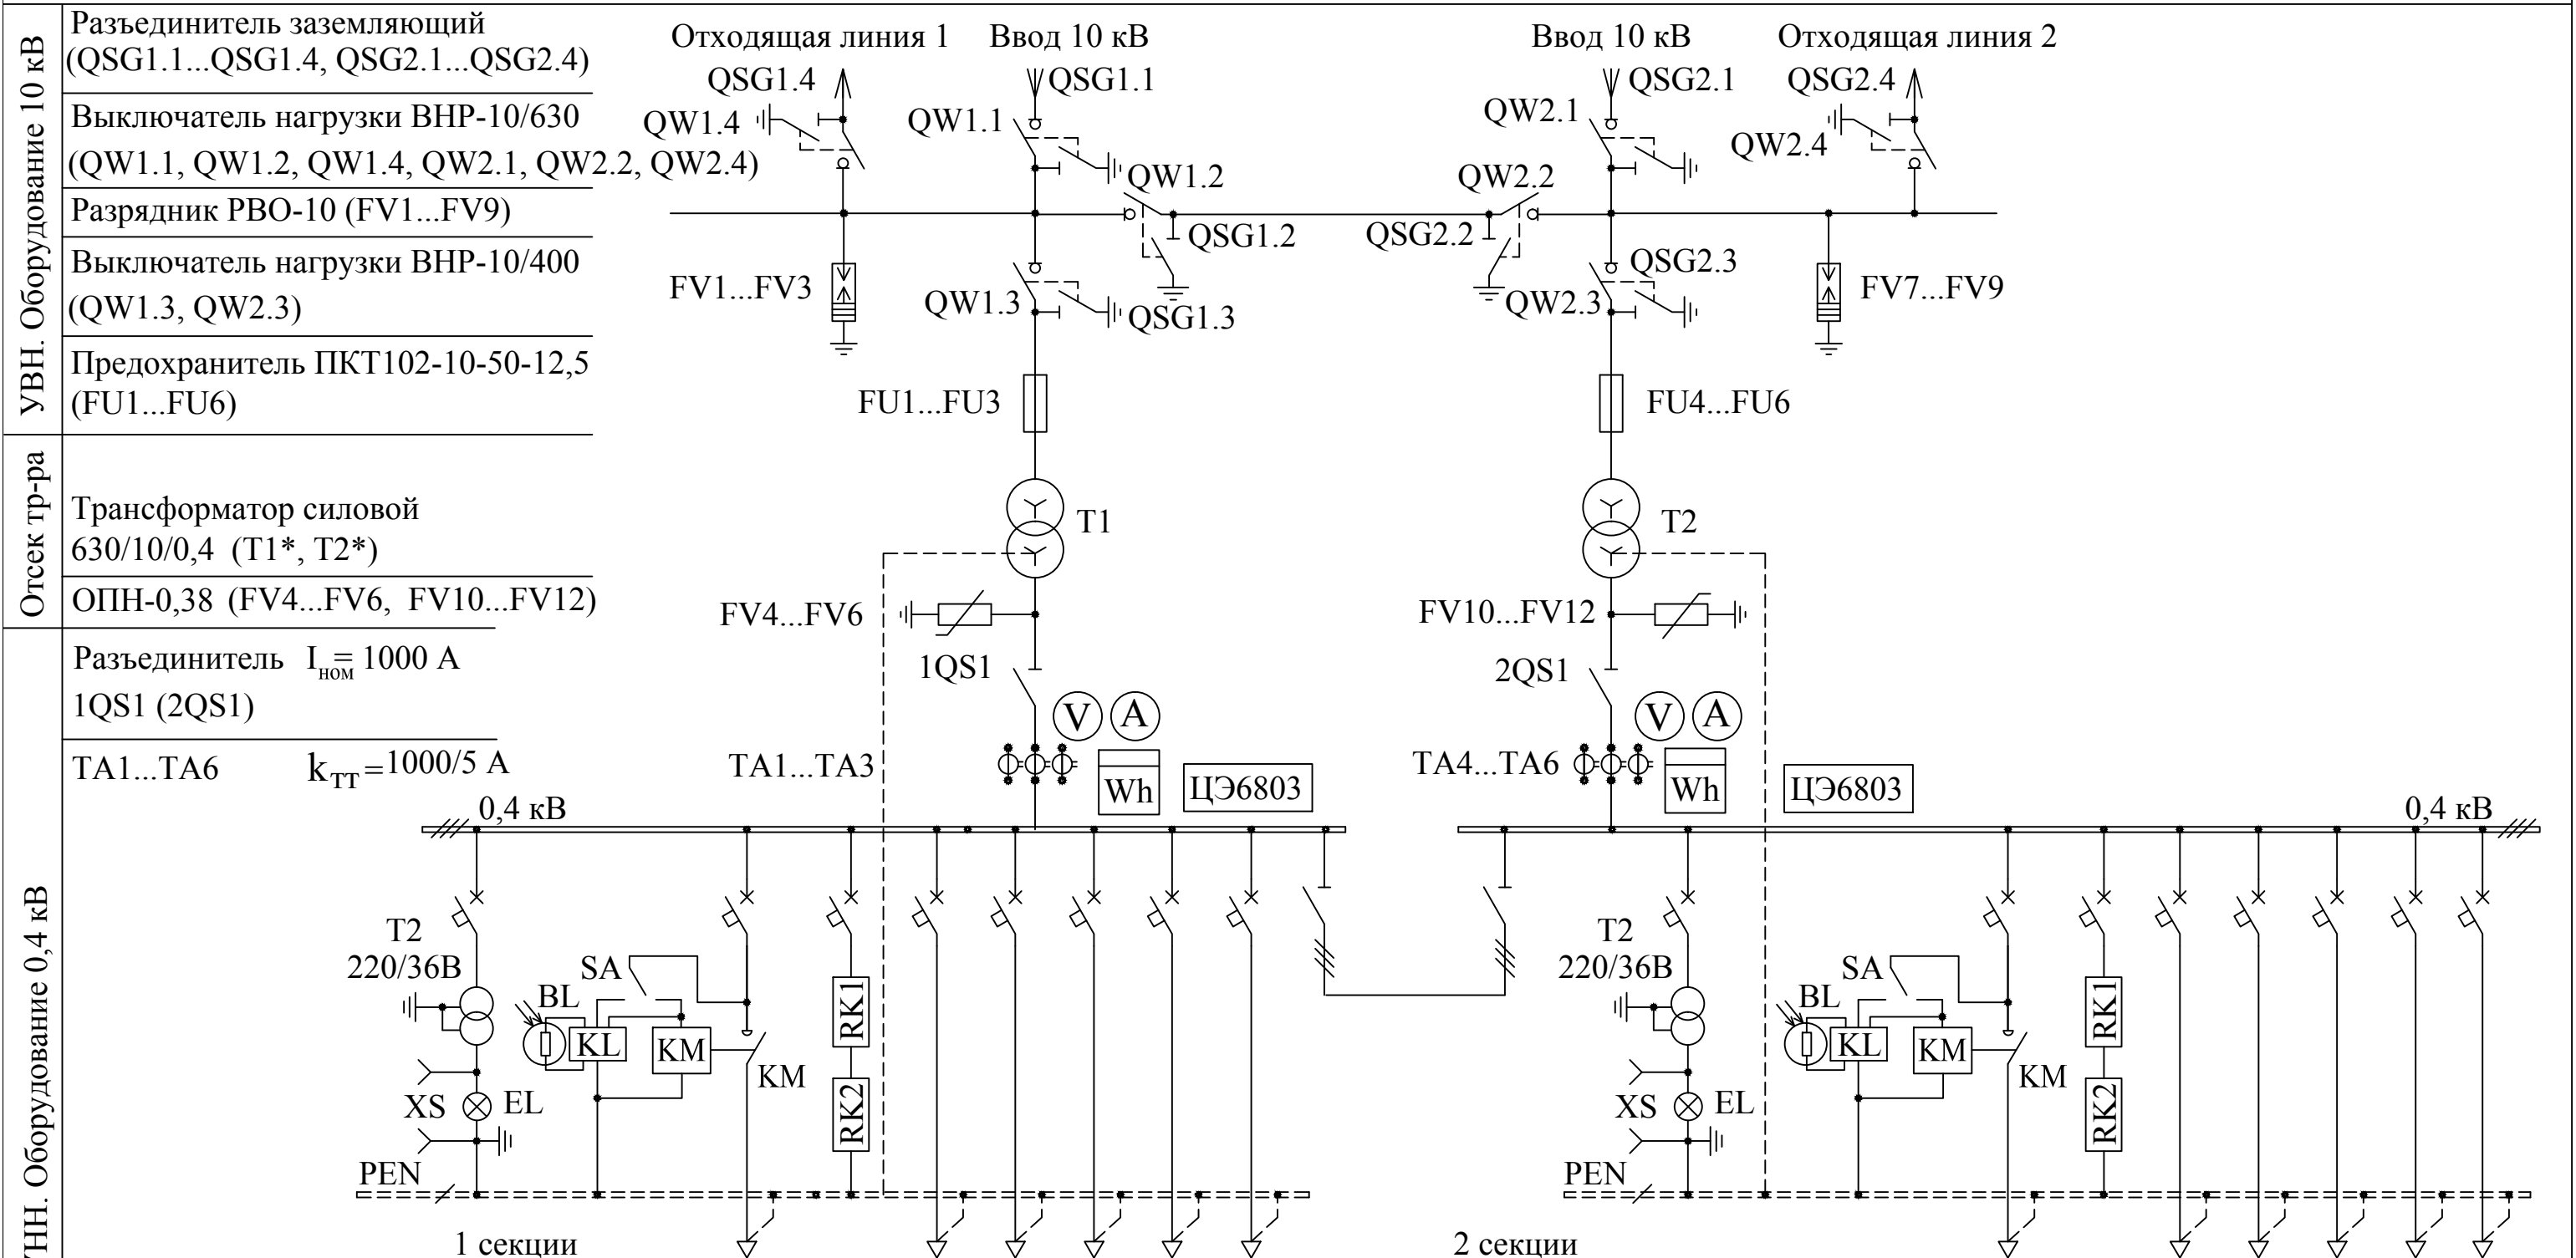 УВН. Оборудование 10 кВ
Разъединитель заземляющий
(QSG1.1...QSG1.4, QSG2.1...QSG2.4)
Выключатель нагрузки ВНР-10/630
(QW1.1, QW1.2, QW1.4, QW2.1, QW2.2, QW2.4)
Разрядник РВО-10 (FV1...FV9)
Выключатель нагрузки ВНР-10/400
(QW1.3, QW2.3)
Предохранитель ПКТ102-10-50-12,5
(FU1...FU6)
Отсек тр-ра
Трансформатор силовой
630/10/0,4 (Т1*, Т2*)
ОПН-0,38 (FV4...FV6, FV10...FV12)
Разъединитель Iном = 1000 А
1QS1 (2QS1)
ТА1...ТА6 kТТ = 1000/5 А
НН. Оборудование 0,4 кВ
Отходящая линия 1 Ввод 10 кВ Ввод 10 кВ Отходящая линия 2
QSG1.4 QSG1.1 QSG2.1 QSG2.4
QW1.4 QW1.1 QW2.1 QW2.4
QW1.2 QW2.2
QSG1.2 QSG2.2
QSG2.3
FV1...FV3 QW1.3 QW2.3 FV7...FV9
QSG1.3
FU1...FU3 FU4...FU6
T1 T2
FV4...FV6 FV10...FV12
1QS1 2QS1
V A V A
TA1...TA3 TA4...TA6
Wh ЦЭ6803 Wh ЦЭ6803
0,4 кВ 0,4 кВ
T2 T2
220/36В 220/36В
SA SA
BL BL
RK1 RK1
KL KM KL KM
KM KM
XS EL XS EL
RK2 RK2
PEN PEN
1 секции 2 секции